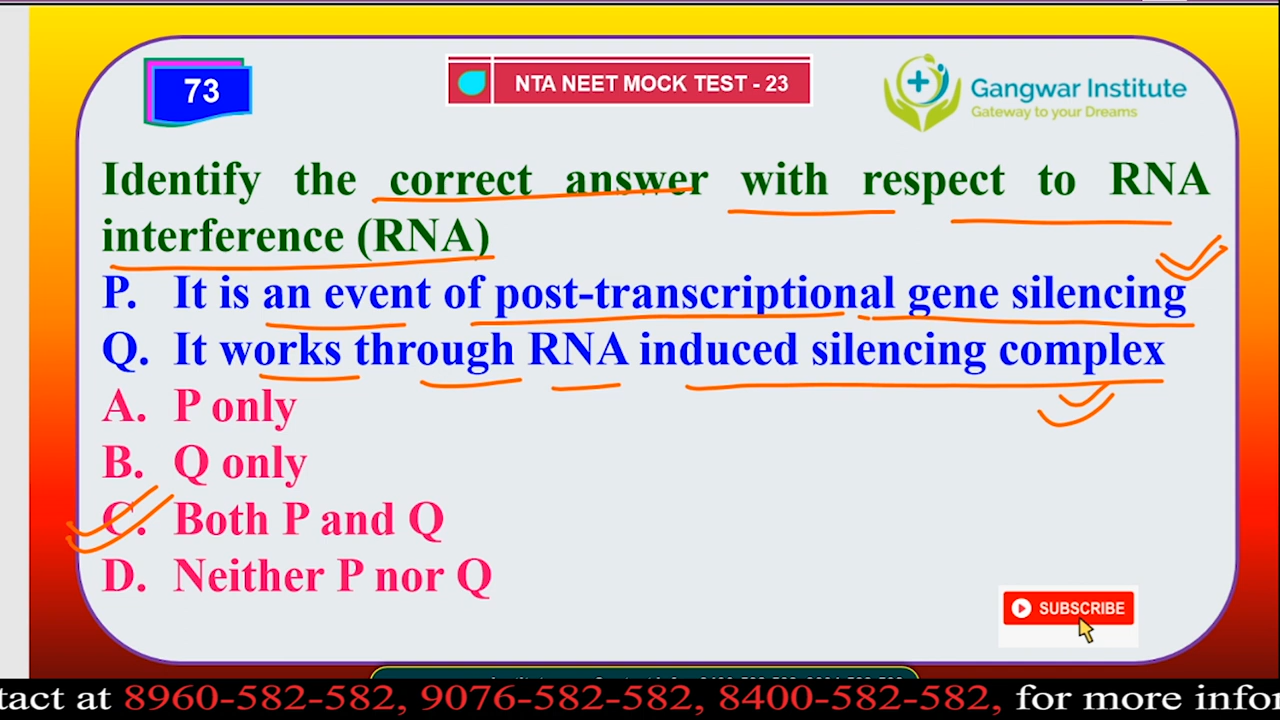 73
NTA NEET MOCK TEST - 23
Gangwar Institute
Gateway to your Dreams
Identify the correct answer with respect to RNA
interference (RNA)
P. It is an event of post-transcriptional gene silencing
Q. It works through RNA induced silencing complex
A. P only
B. Q only
C. Both P and Q
D. Neither P nor Q
SUBSCRIBE
tact at 8960-582-582, 9076-582-582, 8400-582-582, for more infor